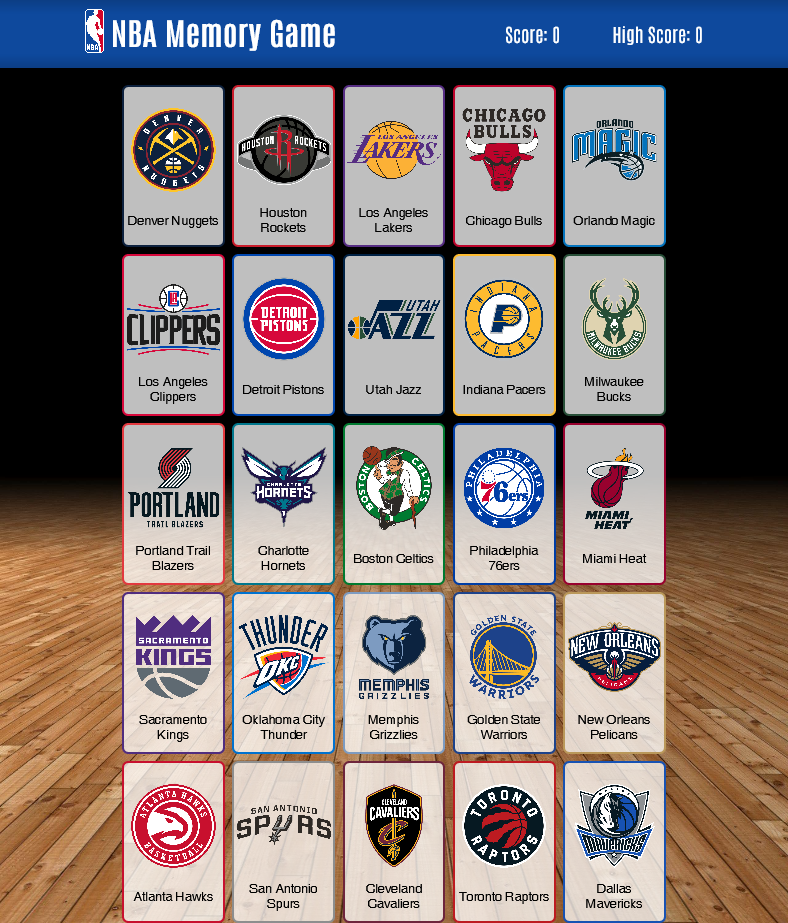 NBA
NBA Memory Game
Score: 0
High Score: 0
DENVER
NUGGETS
Denver Nuggets
HOUSTON ROCKETS
Houston
Rockets
LOS ANGELES
LAKERS
Los Angeles
Lakers
CHICAGO
BULLS
Chicago Bulls
ORLANDO
MAGIC
Orlando Magic
CLIPPERS
Los Angeles
Clippers
DETROIT
PISTONS
Detroit Pistons
UTAH
JAZZ
Utah Jazz
INDIANA
P
PACERS
Indiana Pacers
MILWAUKEE BUCKS
Milwaukee
Bucks
PORTLAND
TRAIL BLAZERS
Portland Trail
Blazers
CHARLOTTE
HORNETS
Charlotte
Hornets
BOSTON CELTICS
Boston Celtics
PHILADELPHIA
76ers
Philadelphia
76ers
MIAMI
HEAT
Miami Heat
SACRAMENTO
KINGS
Sacramento
Kings
THUNDER
OKC
Oklahoma City
Thunder
MEMPHIS
GRIZZLIES
Memphis
Grizzlies
GOLDEN STATE
WARRIORS
Golden State
Warriors
NEW ORLEANS
PELICANS
New Orleans
Pelicans
ATLANTA HAWKS
BASKETBALL
Atlanta Hawks
SAN ANTONIO
SPURS
San Antonio
Spurs
CLEVELAND
CAVALIERS
C
Cleveland
Cavaliers
TORONTO
RAPTORS
Toronto Raptors
MAVERICKS
Dallas
Mavericks